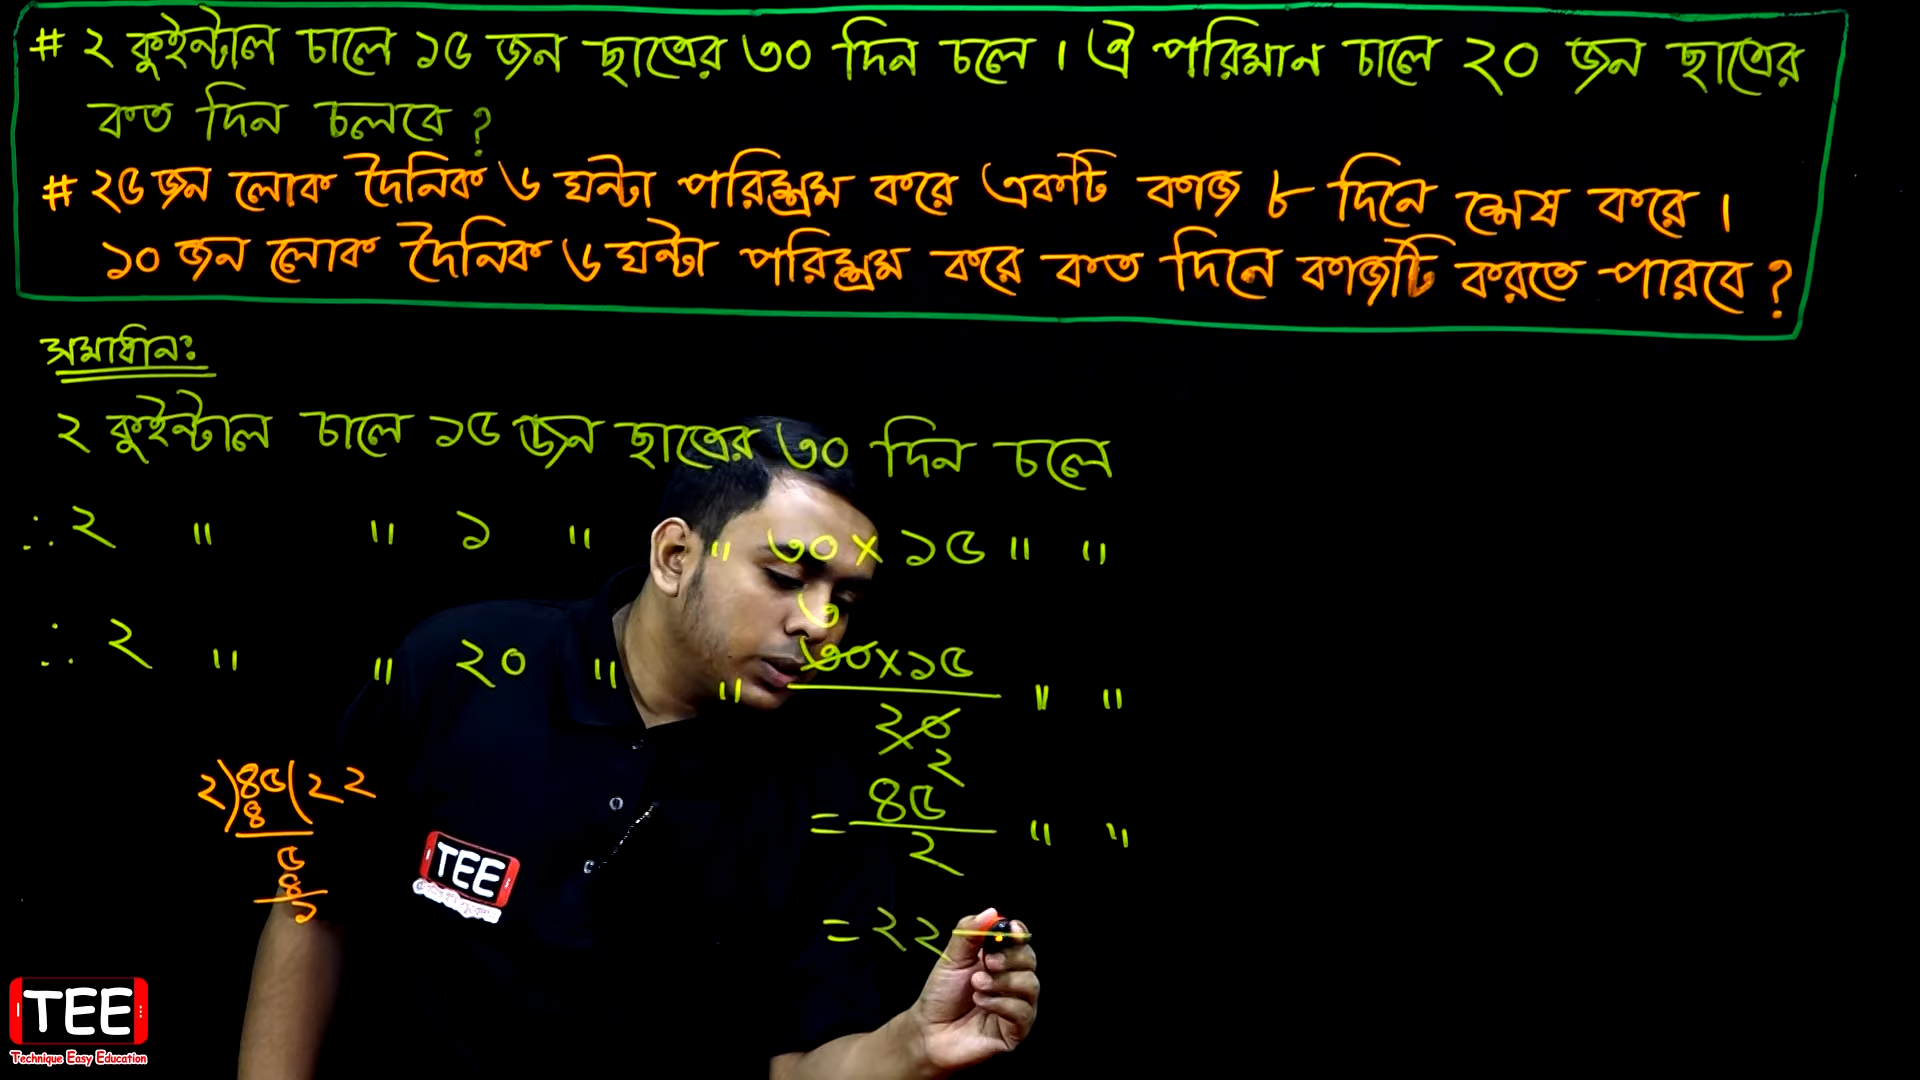 # ২ কুইন্টাল চালে ১৫ জন ছাত্রের ৩০ দিন চলে । ঐ পরিমান চালে ২০ জন ছাত্রের
কত দিন চলবে ?
# ২৫ জন লোক দৈনিক ৬ ঘন্টা পরিশ্রম করে একটি কাজ ৮ দিনে শেষ করে ।
১০ জন লোক দৈনিক ৬ ঘন্টা পরিশ্রম করে কত দিনে কাজটি করতে পারবে ?
সমাধান:
২ কুইন্টাল চালে ১৫ জন ছাত্রের ৩০ দিন চলে
∴ ২ " " ১ " " ৩০ × ১৫ " "
৩
∴ ২ " " ২০ " " ৩০×১৫ " "
২০
২
= ৪৫ " "
২
২)৪৫(২২
৪
৫
৪
১
= ২২
TEE
TEE
Technique Easy Education